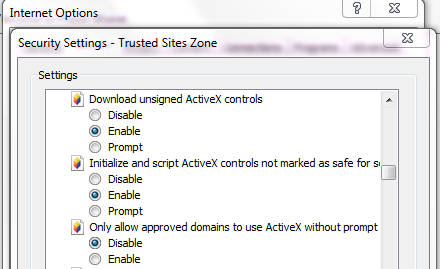 Internet Options
Security Settings - Trusted Sites Zone
Settings
Download unsigned ActiveX controls
Disable
Enable
Prompt
Initialize and script ActiveX controls not marked as safe for s
Disable
Enable
Prompt
Only allow approved domains to use ActiveX without prompt
Disable
Enable